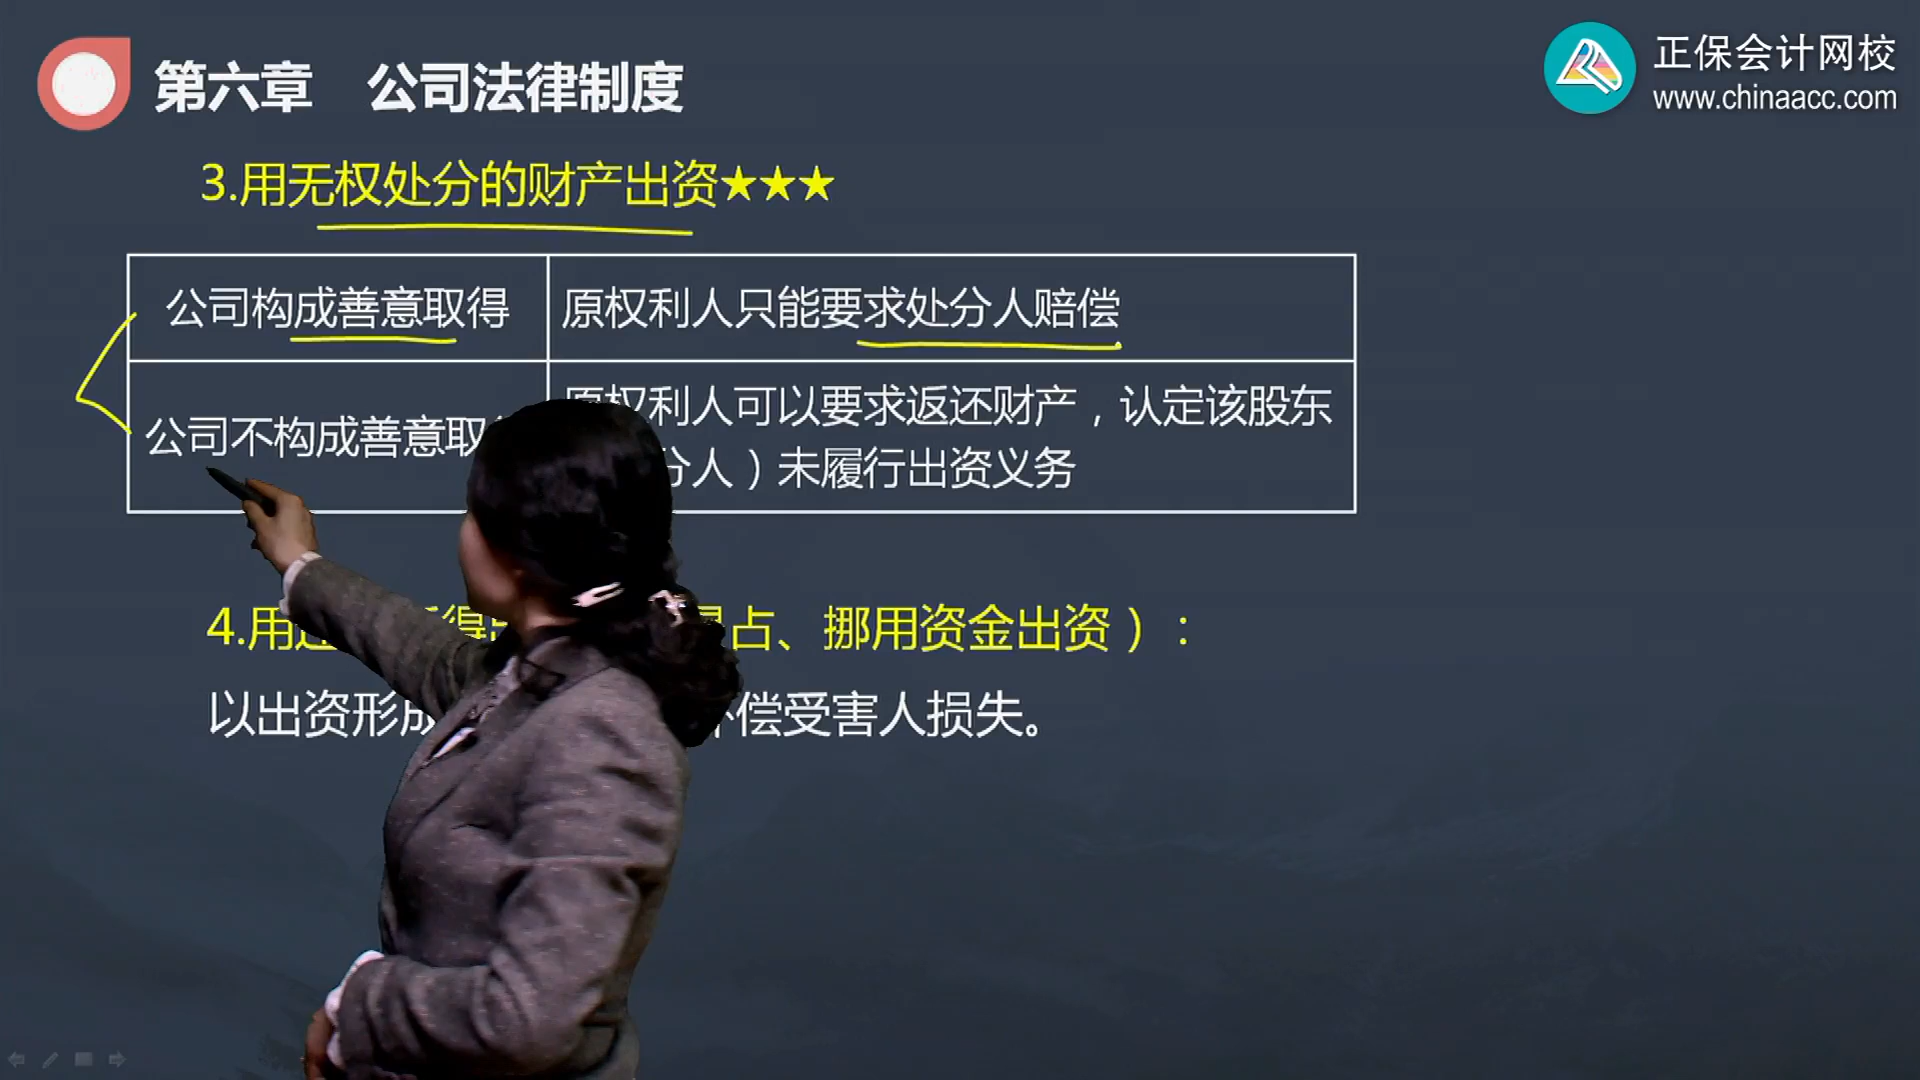 第六章 公司法律制度
正保会计网校
www.chinaacc.com
3.用无权处分的财产出资★★★
公司构成善意取得
原权利人只能要求处分人赔偿
公司不构成善意取
原权利人可以要求返还财产，认定该股东
分人）未履行出资义务
4.用 得 占、挪用资金出资）：
以出资形成 偿受害人损失。